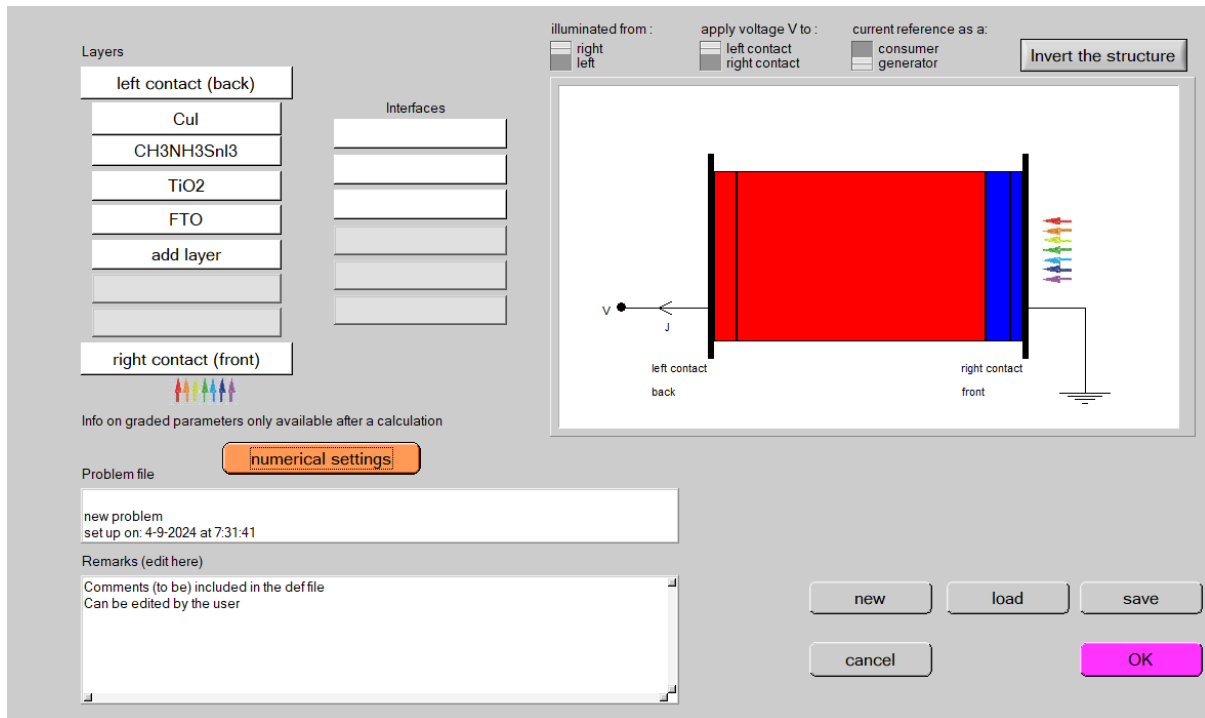 illuminated from :
right
left
apply voltage V to :
left contact
right contact
current reference as a:
consumer
generator
Invert the structure
Layers
left contact (back)
CuI
CH3NH3SnI3
TiO2
FTO
add layer
right contact (front)
Interfaces
V
J
left contact
back
right contact
front
Info on graded parameters only available after a calculation
numerical settings
Problem file
new problem
set up on: 4-9-2024 at 7:31:41
Remarks (edit here)
Comments (to be) included in the def file
Can be edited by the user
new
load
save
cancel
OK